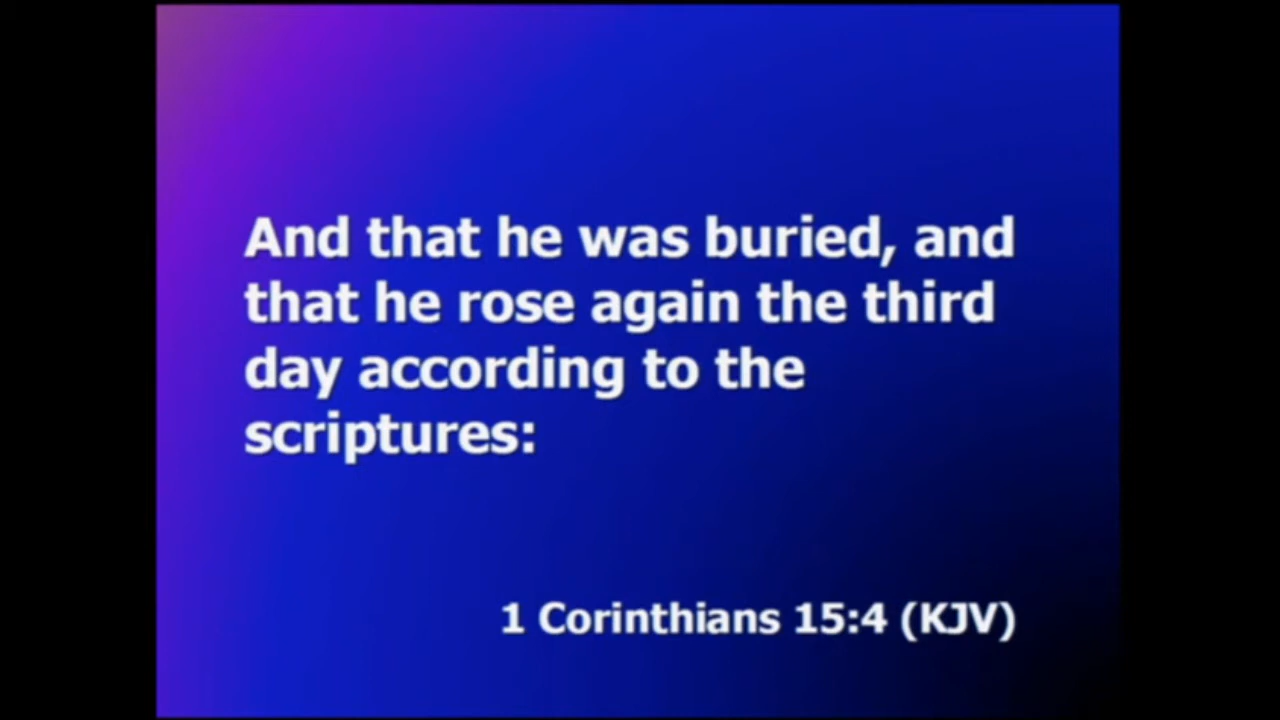 And that he was buried, and
that he rose again the third
day according to the
scriptures:
1 Corinthians 15:4 (KJV)